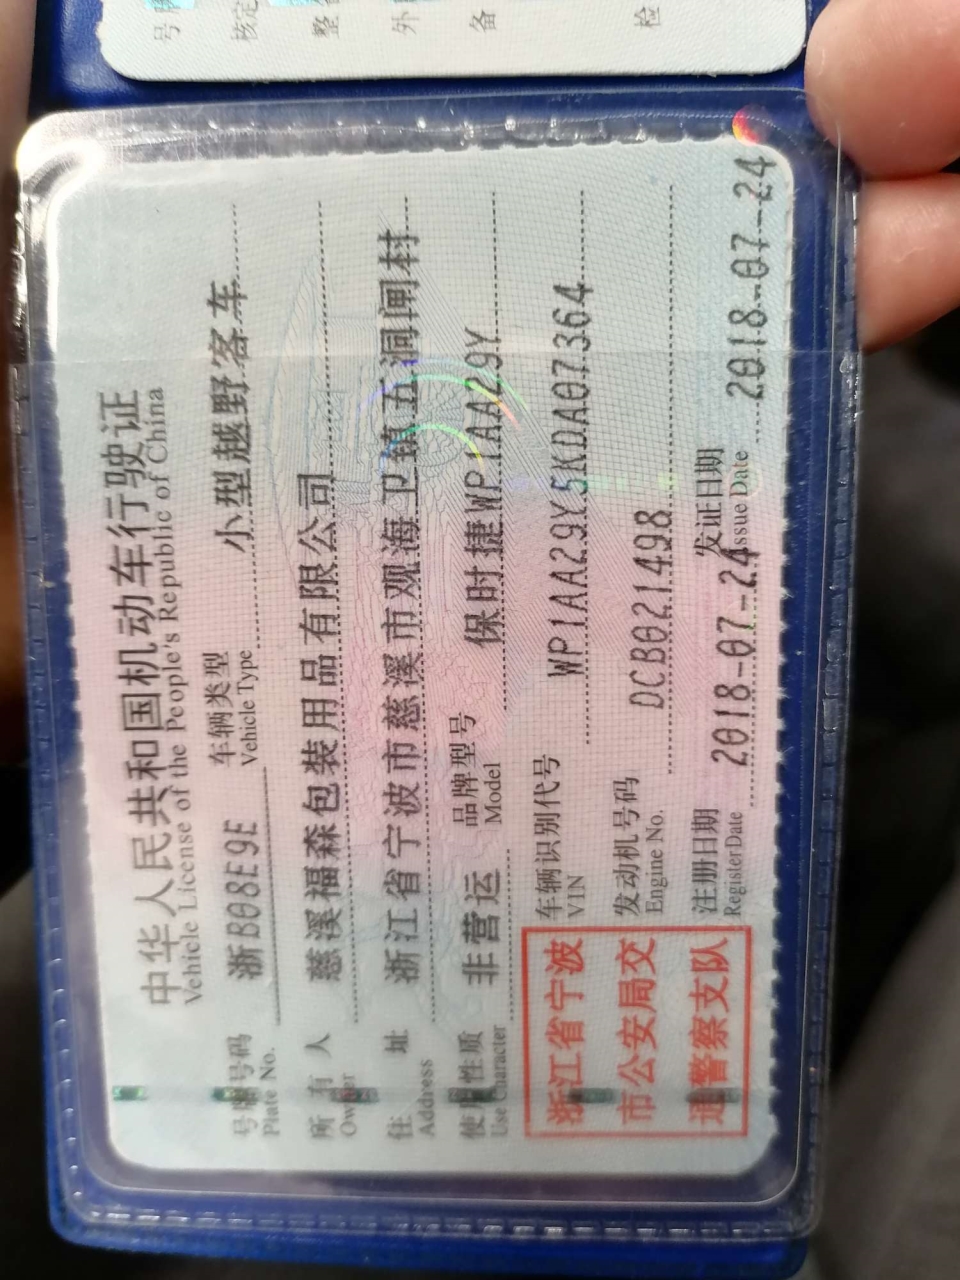 号
核定
整
外
备
检
中华人民共和国机动车行驶证
Vehicle License of the People's Republic of China
号牌号码 浙B08E9E 车辆类型 小型越野客车
Plate No. Vehicle Type
所有人 慈溪福森包装用品有限公司
Owner
住址 浙江省宁波市慈溪市观海卫镇五洞闸村
Address
使用性质 非营运 品牌型号 保时捷WP1AA29Y
Use Character Model
浙江省宁波
市公安局交
通警察支队
车辆识别代号 WP1AA29Y5KDA07364
VIN
发动机号码 DCB021498
Engine No.
注册日期 2018-07-24 发证日期 2018-07-24
Register Date Issue Date